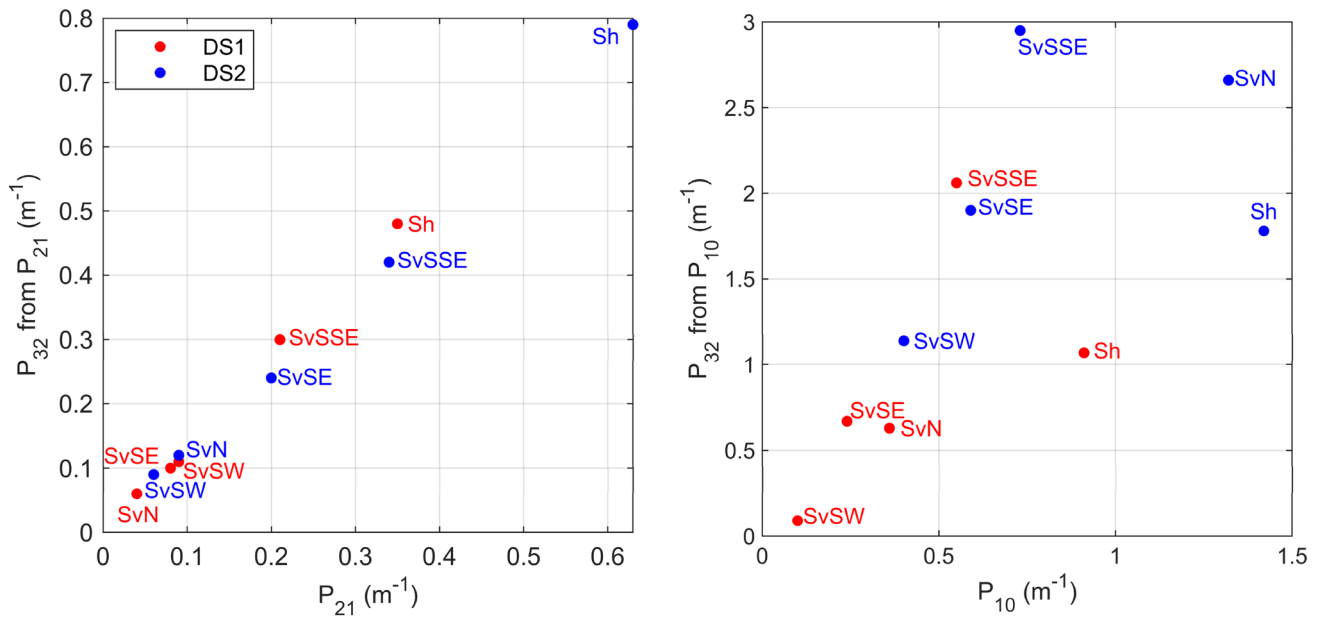 DS1
DS2
Sh
Sh
SvSSE
SvSSE
SvSE
SvSE
SvN
SvSW
SvSW
SvN
0.8
0.7
0.6
0.5
0.4
0.3
0.2
0.1
0
0
0.1
0.2
0.3
0.4
0.5
0.6
P32 from P21 (m-1)
P21 (m-1)
SvSSE
SvN
SvSSE
SvSE
Sh
SvSW
Sh
SvSE
SvN
SvSW
3
2.5
2
1.5
1
0.5
0
0
0.5
1
1.5
P32 from P10 (m-1)
P10 (m-1)